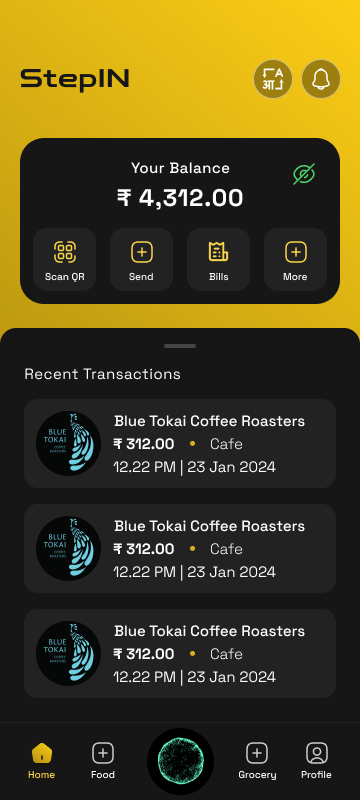 StepIN
A
आ
Your Balance
₹ 4,312.00
Scan QR
Send
Bills
More
Recent Transactions
BLUE
TOKAI
COFFEE
ROASTERS
Blue Tokai Coffee Roasters
₹ 312.00 • Cafe
12.22 PM | 23 Jan 2024
BLUE
TOKAI
COFFEE
ROASTERS
Blue Tokai Coffee Roasters
₹ 312.00 • Cafe
12.22 PM | 23 Jan 2024
BLUE
TOKAI
COFFEE
ROASTERS
Blue Tokai Coffee Roasters
₹ 312.00 • Cafe
12.22 PM | 23 Jan 2024
Home
Food
Grocery
Profile